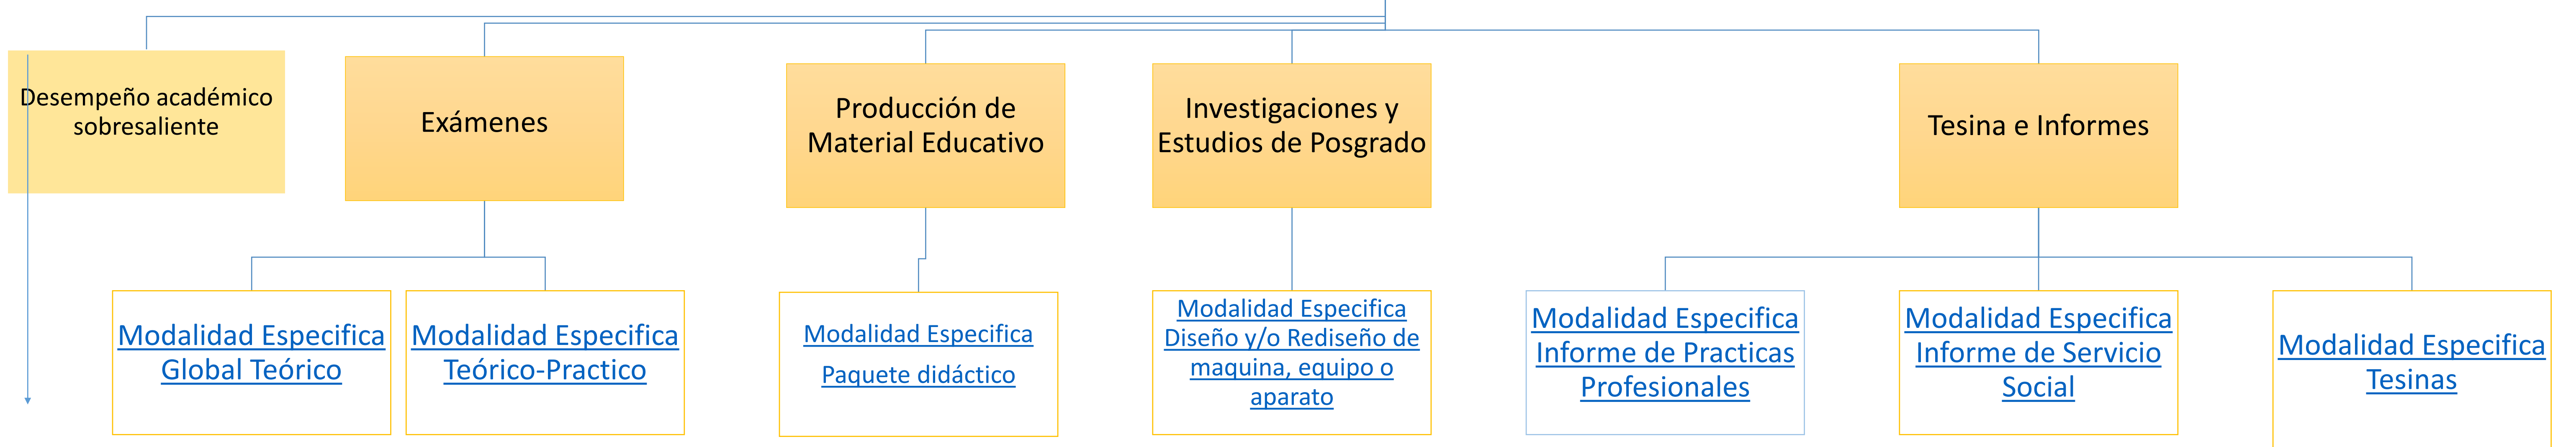 Desempeño académico
sobresaliente
Exámenes
Producción de
Material Educativo
Investigaciones y
Estudios de Posgrado
Tesina e Informes
Modalidad Especifica
Global Teórico
Modalidad Especifica
Teórico-Practico
Modalidad Especifica
Paquete didáctico
Modalidad Especifica
Diseño y/o Rediseño de
maquina, equipo o
aparato
Modalidad Especifica
Informe de Practicas
Profesionales
Modalidad Especifica
Informe de Servicio
Social
Modalidad Especifica
Tesinas